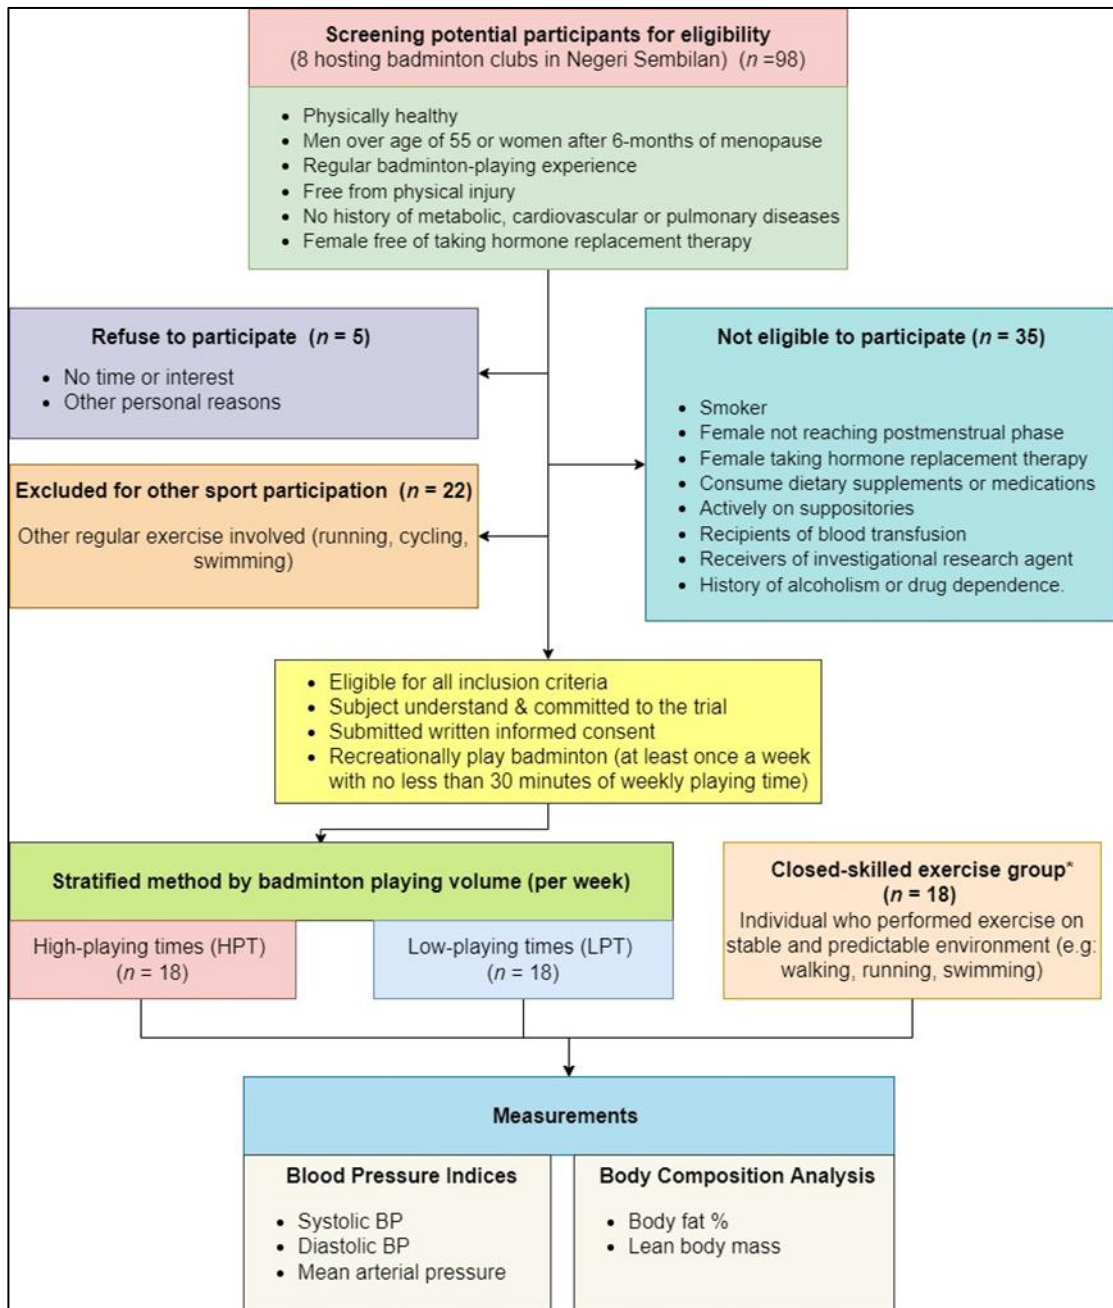 Screening potential participants for eligibility
(8 hosting badminton clubs in Negeri Sembilan) (n =98)
• Physically healthy
• Men over age of 55 or women after 6-months of menopause
• Regular badminton-playing experience
• Free from physical injury
• No history of metabolic, cardiovascular or pulmonary diseases
• Female free of taking hormone replacement therapy
Refuse to participate (n = 5)
• No time or interest
• Other personal reasons
Not eligible to participate (n = 35)
• Smoker
• Female not reaching postmenstrual phase
• Female taking hormone replacement therapy
• Consume dietary supplements or medications
• Actively on suppositories
• Recipients of blood transfusion
• Receivers of investigational research agent
• History of alcoholism or drug dependence.
Excluded for other sport participation (n = 22)
Other regular exercise involved (running, cycling,
swimming)
• Eligible for all inclusion criteria
• Subject understand & committed to the trial
• Submitted written informed consent
• Recreationally play badminton (at least once a week
with no less than 30 minutes of weekly playing time)
Stratified method by badminton playing volume (per week)
High-playing times (HPT)
(n = 18)
Low-playing times (LPT)
(n = 18)
Closed-skilled exercise group*
(n = 18)
Individual who performed exercise on
stable and predictable environment (e.g:
walking, running, swimming)
Measurements
Blood Pressure Indices
• Systolic BP
• Diastolic BP
• Mean arterial pressure
Body Composition Analysis
• Body fat %
• Lean body mass